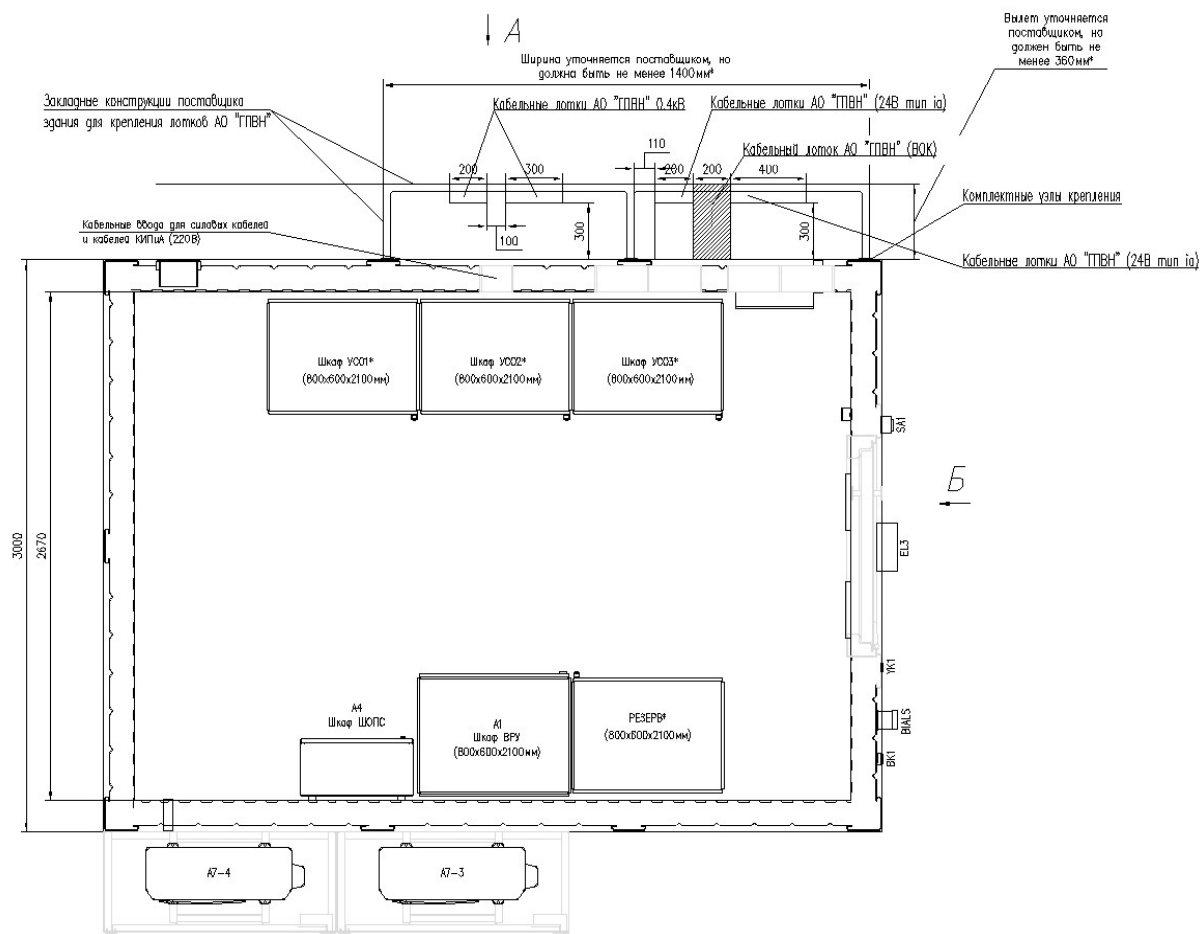 А
Вылет уточняется
поставщиком, но
должен быть не
менее 360мм*
Ширина уточняется поставщиком, но
должна быть не менее 1400мм*
Закладные конструкции поставщика
здания для крепления лотков АО "ГПВН"
Кабельные лотки АО "ГПВН" 0.4кВ
Кабельные лотки АО "ГПВН" (24В тип ia)
110
Кабельный лоток АО "ГПВН" (ВОК)
200
300
200
200
400
Комплектные узлы крепления
Кабельные ввода для силовых кабелей
и кабелей КИПиА (220В)
100
300
300
Кабельные лотки АО "ГПВН" (24В тип ia)
Шкаф УСО1*
(800х600х2100мм)
Шкаф УСО2*
(800х600х2100мм)
Шкаф УСО3*
(800х600х2100мм)
SA1
Б
3000
2670
EL3
YK1
BIALS
BK1
А4
Шкаф ШОПС
А1
Шкаф ВРУ
(800х600х2100мм)
РЕЗЕРВ*
(800х600х2100мм)
А7-4
А7-3